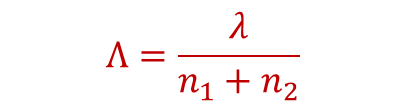 Λ = λ / (n₁ + n₂)